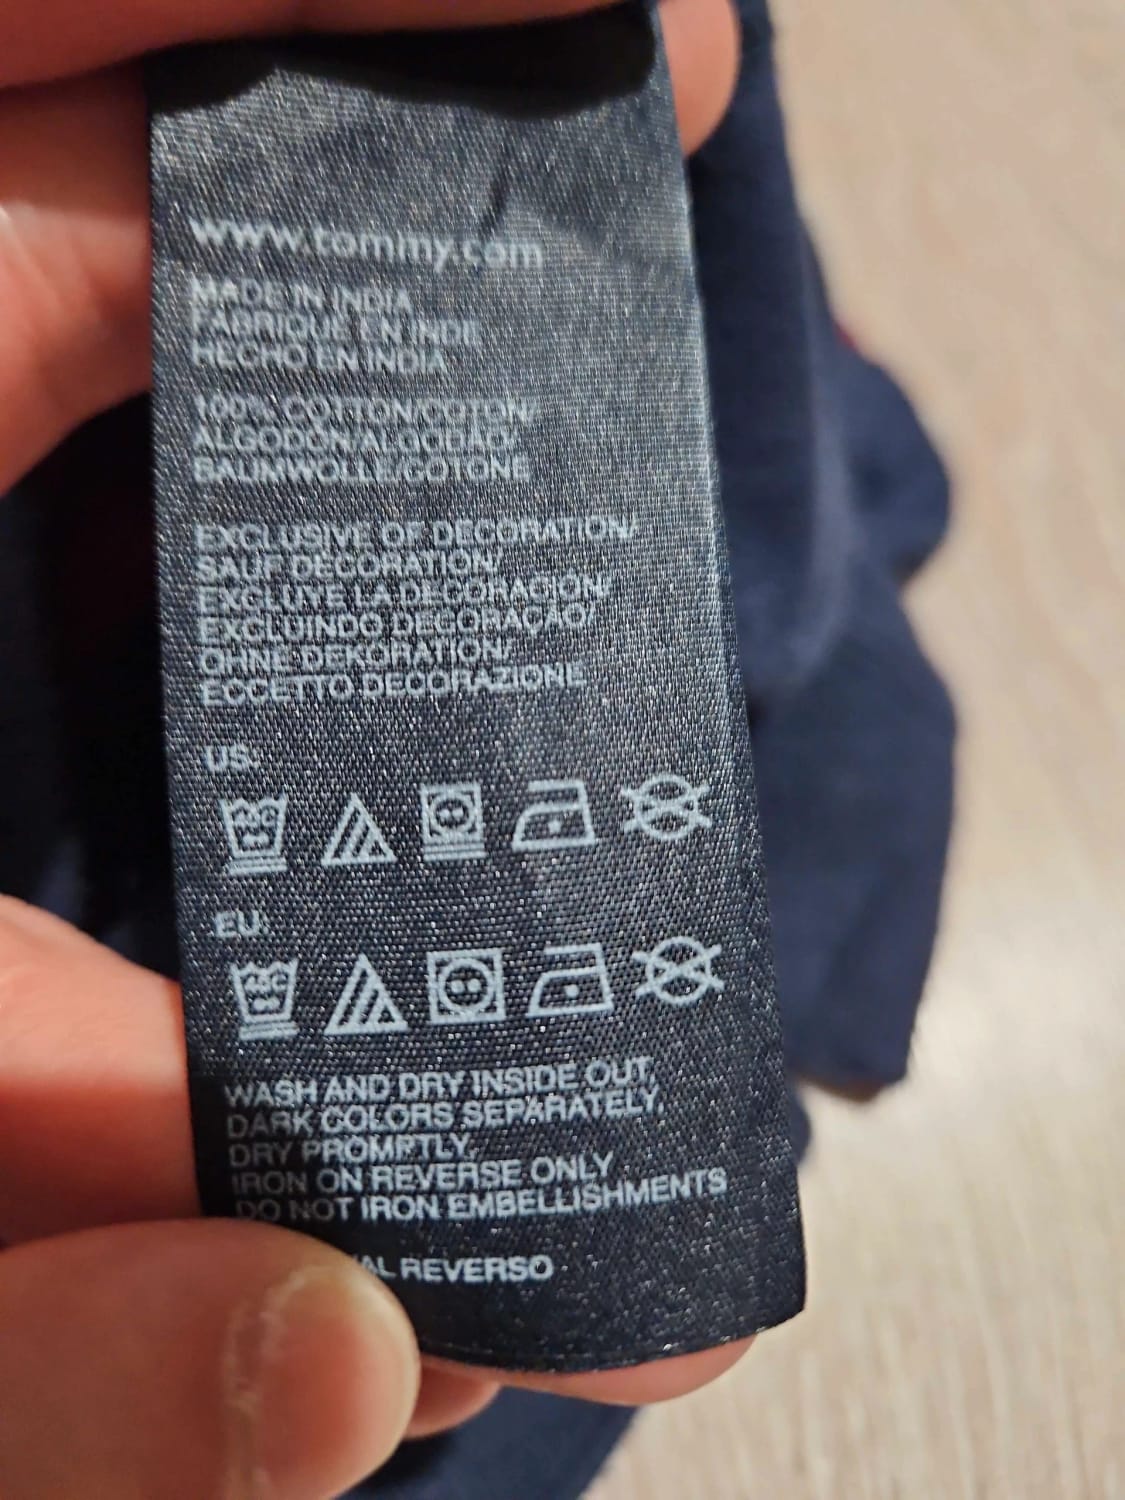 www.tommy.com
MADE IN INDIA
FABRIQUE EN INDE
HECHO EN INDIA
100% COTTON/COTON/
ALGODÓN/ALGODÃO/
BAUMWOLLE/COTONE
EXCLUSIVE OF DECORATION/
SAUF DECORATION/
EXCLUYE LA DECORACIÓN/
EXCLUINDO DECORAÇÃO/
OHNE DEKORATION/
ECCETTO DECORAZIONE
US:
EU:
WASH AND DRY INSIDE OUT,
DARK COLORS SEPARATELY,
DRY PROMPTLY,
IRON ON REVERSE ONLY
DO NOT IRON EMBELLISHMENTS
AL REVERSO